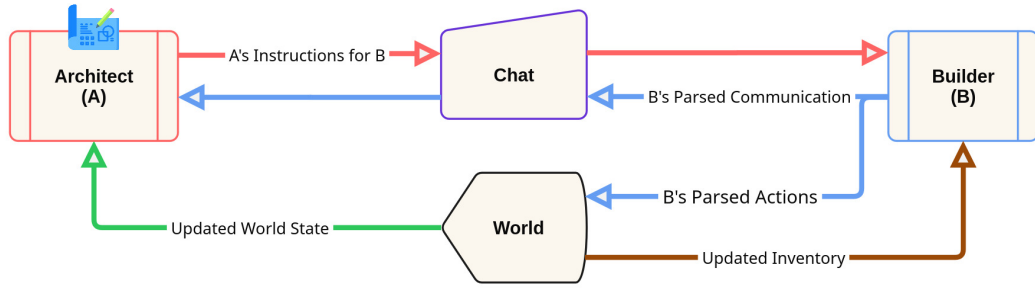 Architect
(A)
A's Instructions for B
Chat
B's Parsed Communication
Builder
(B)
B's Parsed Actions
World
Updated World State
Updated Inventory